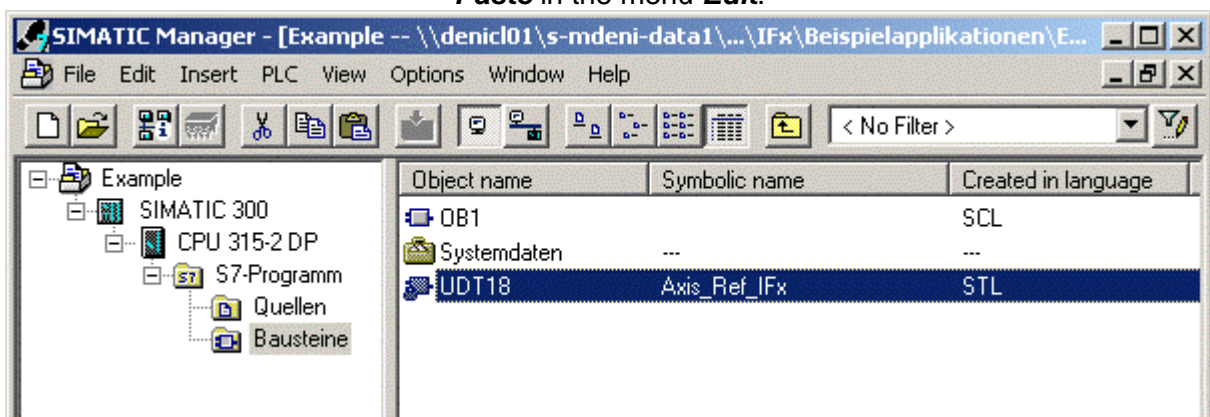 Paste in the menu Edit.
SIMATIC Manager - [Example -- \\denicl01\s-mdeni-data1\...\IFx\Beispielapplikationen\E...
File Edit Insert PLC View Options Window Help
< No Filter >
Example
SIMATIC 300
CPU 315-2 DP
S7-Programm
Quellen
Bausteine
Object name Symbolic name Created in language
OB1 SCL
Systemdaten --- ---
UDT18 Axis_Ref_IFx STL